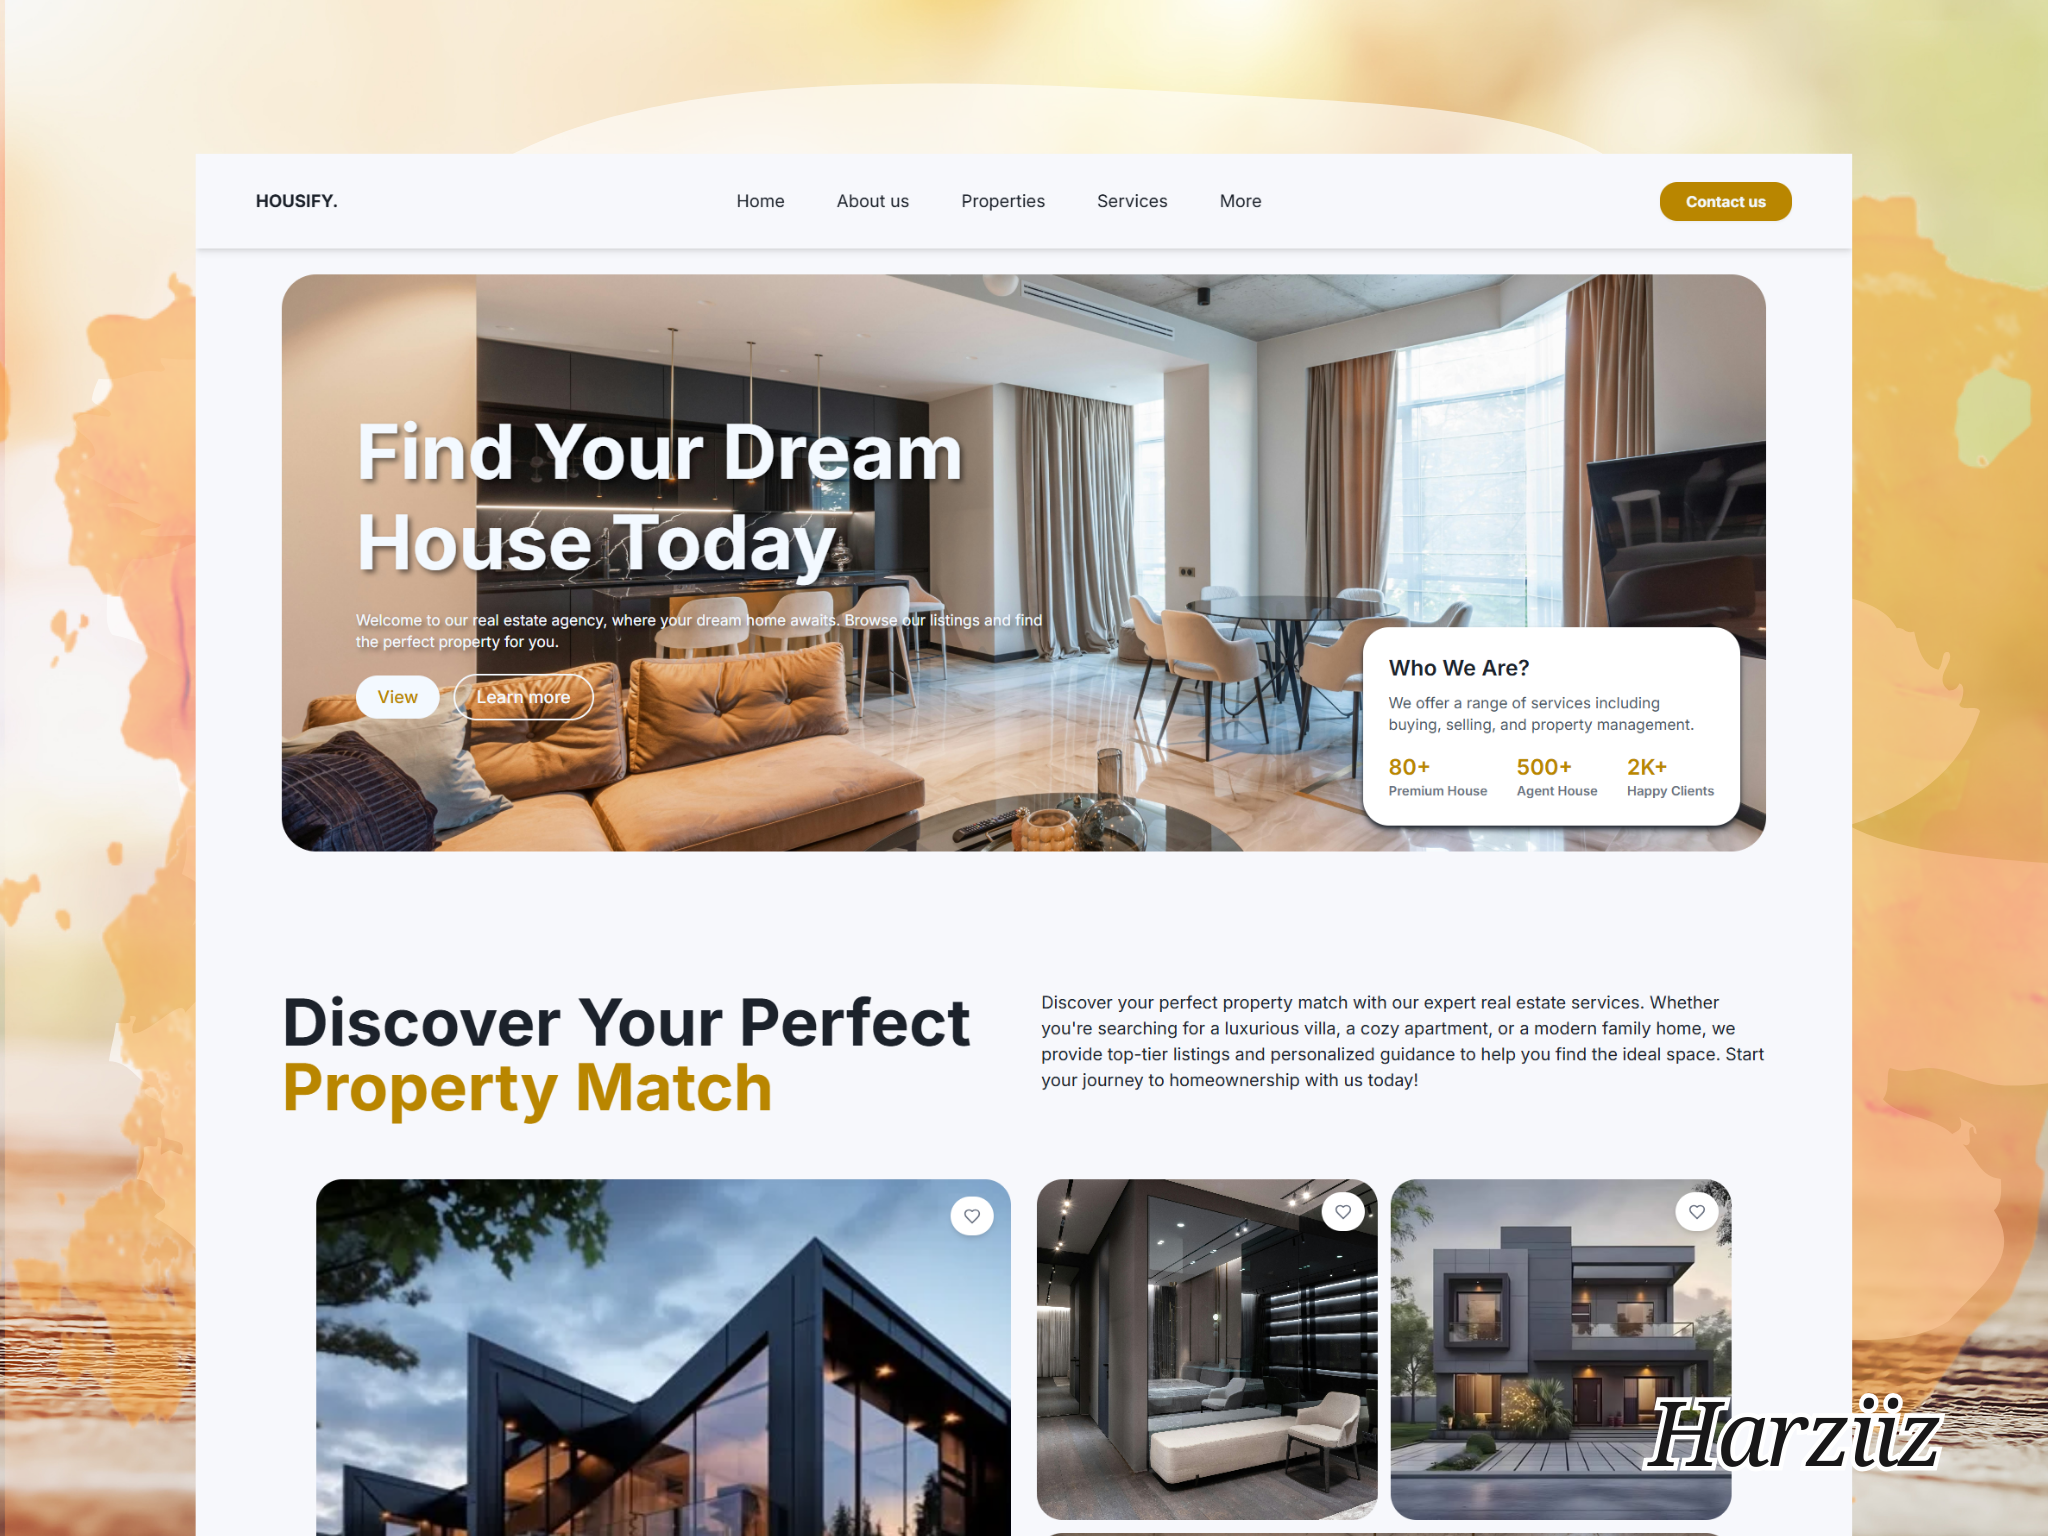 HOUSIFY.
Home
About us
Properties
Services
More
Contact us
Find Your Dream
House Today
Welcome to our real estate agency, where your dream home awaits. Browse our listings and find
the perfect property for you.
View
Learn more
Who We Are?
We offer a range of services including
buying, selling, and property management.
80+
Premium House
500+
Agent House
2K+
Happy Clients
Discover Your Perfect
Property Match
Discover your perfect property match with our expert real estate services. Whether
you're searching for a luxurious villa, a cozy apartment, or a modern family home, we
provide top-tier listings and personalized guidance to help you find the ideal space. Start
your journey to homeownership with us today!
Harziiz